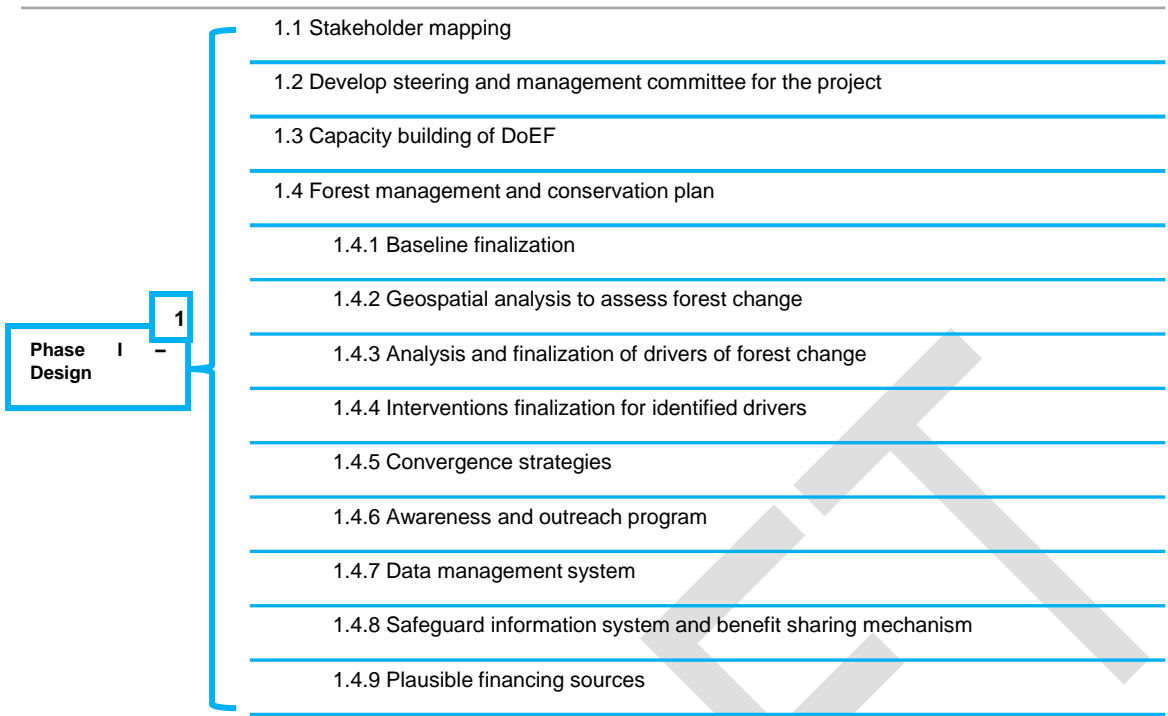 1.1 Stakeholder mapping
1.2 Develop steering and management committee for the project
1.3 Capacity building of DoEF
1.4 Forest management and conservation plan
1.4.1 Baseline finalization
1.4.2 Geospatial analysis to assess forest change
1
Phase I –
Design
1.4.3 Analysis and finalization of drivers of forest change
1.4.4 Interventions finalization for identified drivers
1.4.5 Convergence strategies
1.4.6 Awareness and outreach program
1.4.7 Data management system
1.4.8 Safeguard information system and benefit sharing mechanism
1.4.9 Plausible financing sources